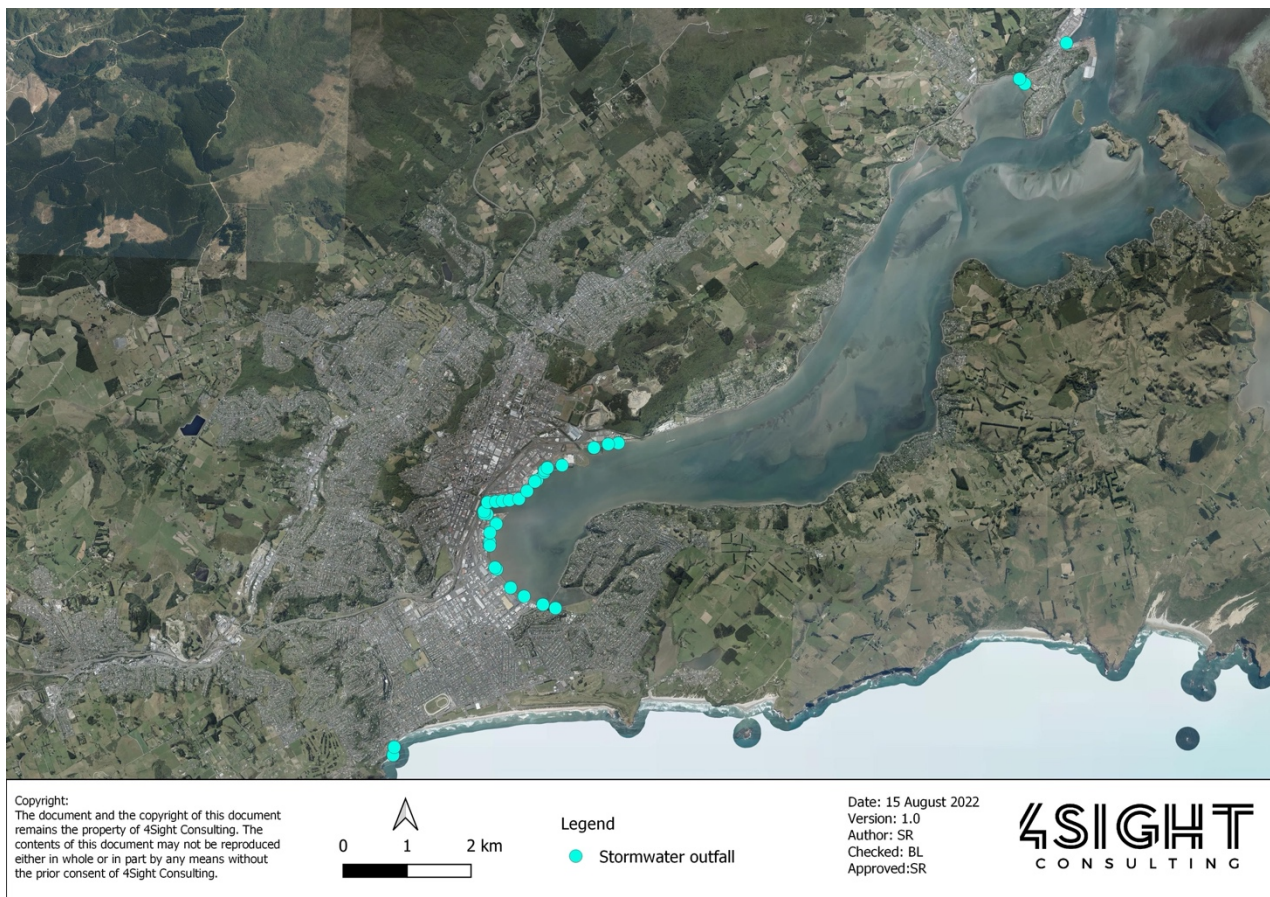 Copyright:
The document and the copyright of this document
remains the property of 4Sight Consulting. The
contents of this document may not be reproduced
either in whole or in part by any means without
the prior consent of 4Sight Consulting.
0 1 2 km
Legend
Stormwater outfall
Date: 15 August 2022
Version: 1.0
Author: SR
Checked: BL
Approved:SR
4SIGHT
CONSULTING